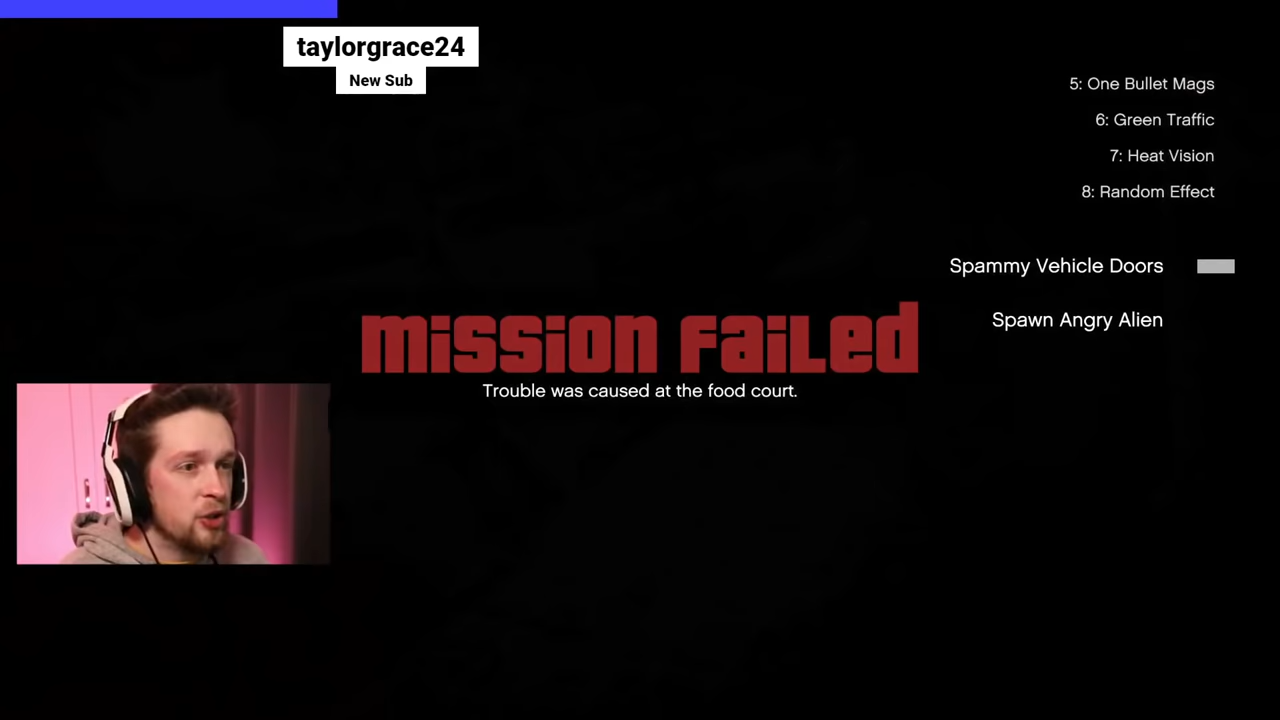 taylorgrace24
New Sub
5: One Bullet Mags
6: Green Traffic
7: Heat Vision
8: Random Effect
Spammy Vehicle Doors
Spawn Angry Alien
mission failed
Trouble was caused at the food court.